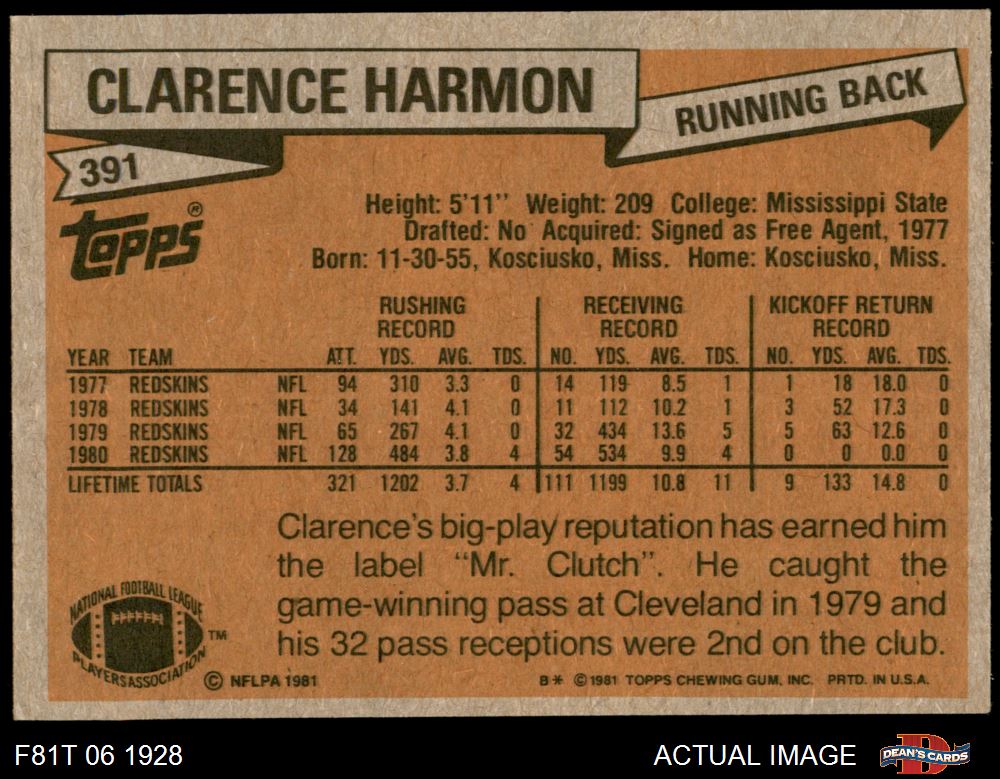 CLARENCE HARMON
RUNNING BACK
391
Topps®
Height: 5'11" Weight: 209 College: Mississippi State
Drafted: No Acquired: Signed as Free Agent, 1977
Born: 11-30-55, Kosciusko, Miss. Home: Kosciusko, Miss.
RUSHING RECEIVING KICKOFF RETURN
RECORD RECORD RECORD
YEAR TEAM ATT. YDS. AVG. TDS. NO. YDS. AVG. TDS. NO. YDS. AVG. TDS.
1977 REDSKINS NFL 94 310 3.3 0 14 119 8.5 1 1 18 18.0 0
1978 REDSKINS NFL 34 141 4.1 0 11 112 10.2 1 3 52 17.3 0
1979 REDSKINS NFL 65 267 4.1 0 32 434 13.6 5 5 63 12.6 0
1980 REDSKINS NFL 128 484 3.8 4 54 534 9.9 4 0 0 0.0 0
LIFETIME TOTALS 321 1202 3.7 4 111 1199 10.8 11 9 133 14.8 0
Clarence's big-play reputation has earned him
the label "Mr. Clutch". He caught the
game-winning pass at Cleveland in 1979 and
his 32 pass receptions were 2nd on the club.
NATIONAL FOOTBALL LEAGUE
PLAYERS ASSOCIATION
TM
© NFLPA 1981
B* © 1981 TOPPS CHEWING GUM, INC. PRTD. IN U.S.A.
F81T 06 1928
ACTUAL IMAGE
D
DEAN'S CARDS